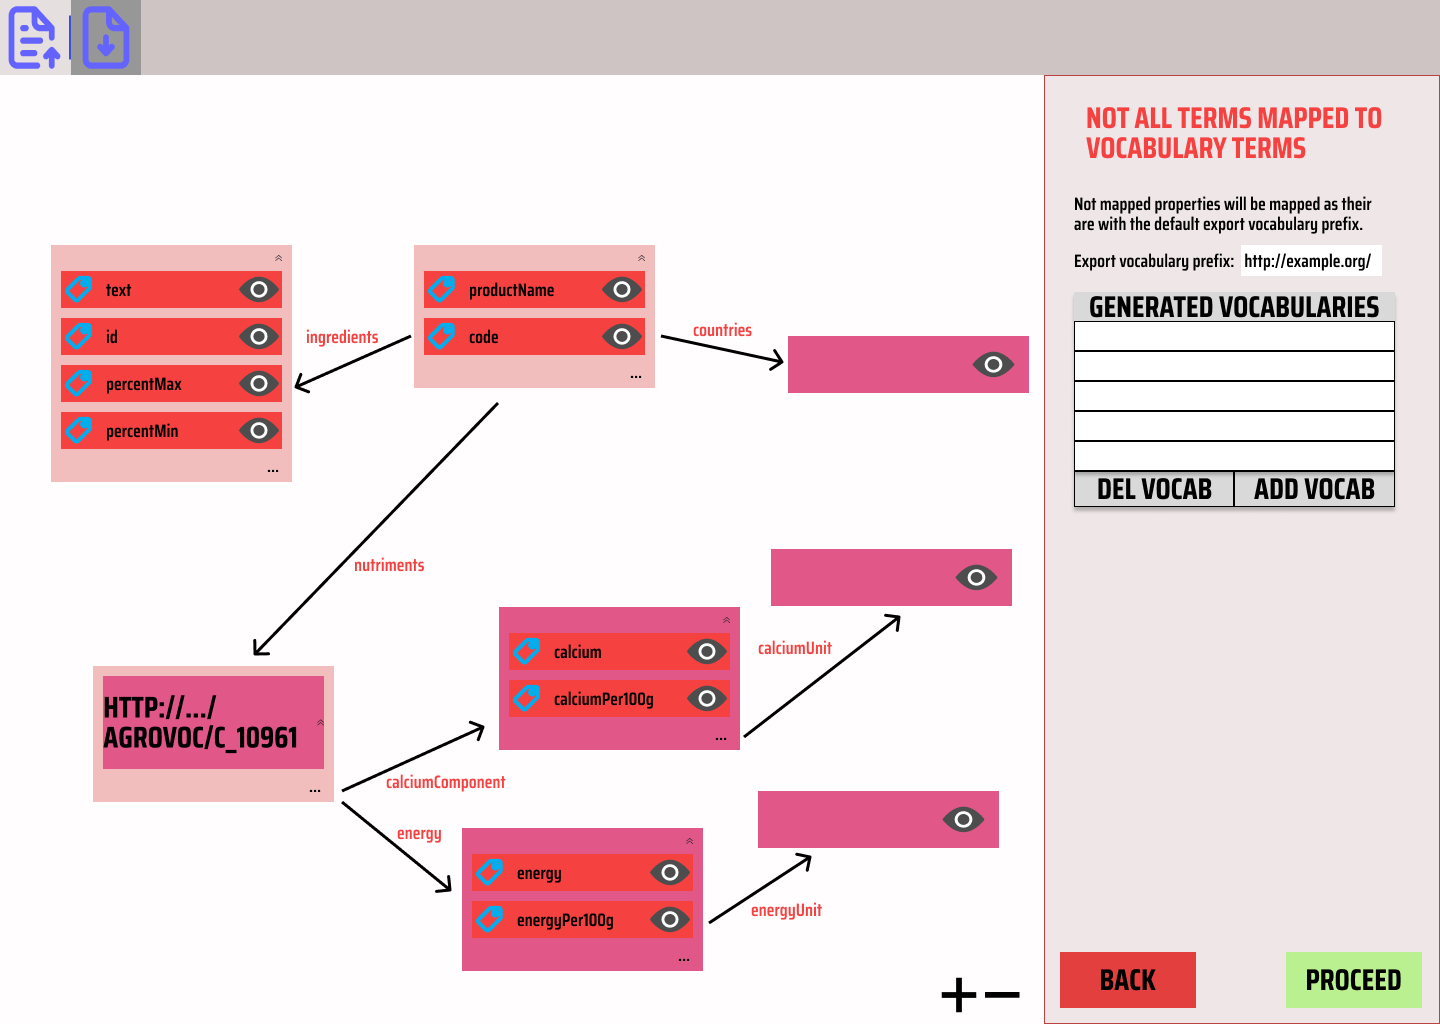 NOT ALL TERMS MAPPED TO
VOCABULARY TERMS
Not mapped properties will be mapped as their
are with the default export vocabulary prefix.
Export vocabulary prefix: http://example.org/
GENERATED VOCABULARIES
DEL VOCAB ADD VOCAB
text
id
percentMax
percentMin
...
ingredients
productName
code
...
countries
nutriments
HTTP://.../
AGROVOC/C_10961
...
calcium
calciumPer100g
...
calciumUnit
calciumComponent
energy
energy
energyPer100g
...
energyUnit
+ −
BACK PROCEED